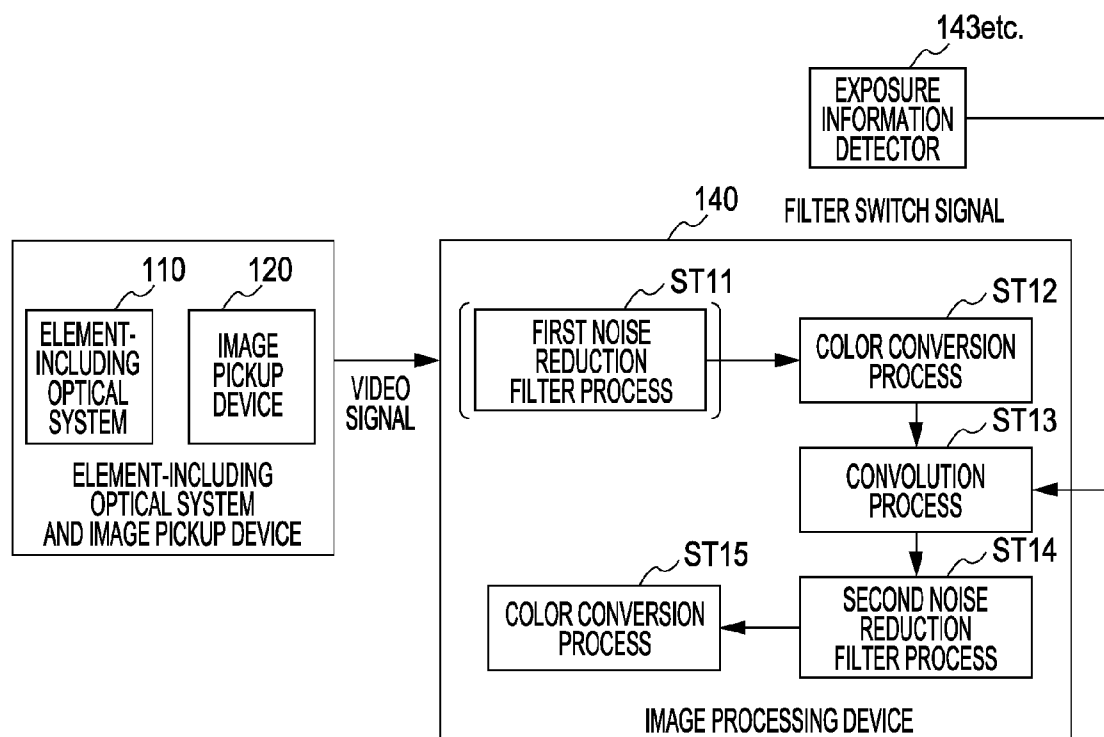 143etc.
EXPOSURE
INFORMATION
DETECTOR
FILTER SWITCH SIGNAL
140
110
120
ELEMENT-
INCLUDING
OPTICAL
SYSTEM
IMAGE
PICKUP
DEVICE
ELEMENT-INCLUDING
OPTICAL SYSTEM
AND IMAGE PICKUP DEVICE
VIDEO
SIGNAL
ST11
FIRST NOISE
REDUCTION
FILTER PROCESS
ST12
COLOR CONVERSION
PROCESS
ST13
CONVOLUTION
PROCESS
ST14
SECOND NOISE
REDUCTION
FILTER PROCESS
ST15
COLOR CONVERSION
PROCESS
IMAGE PROCESSING DEVICE